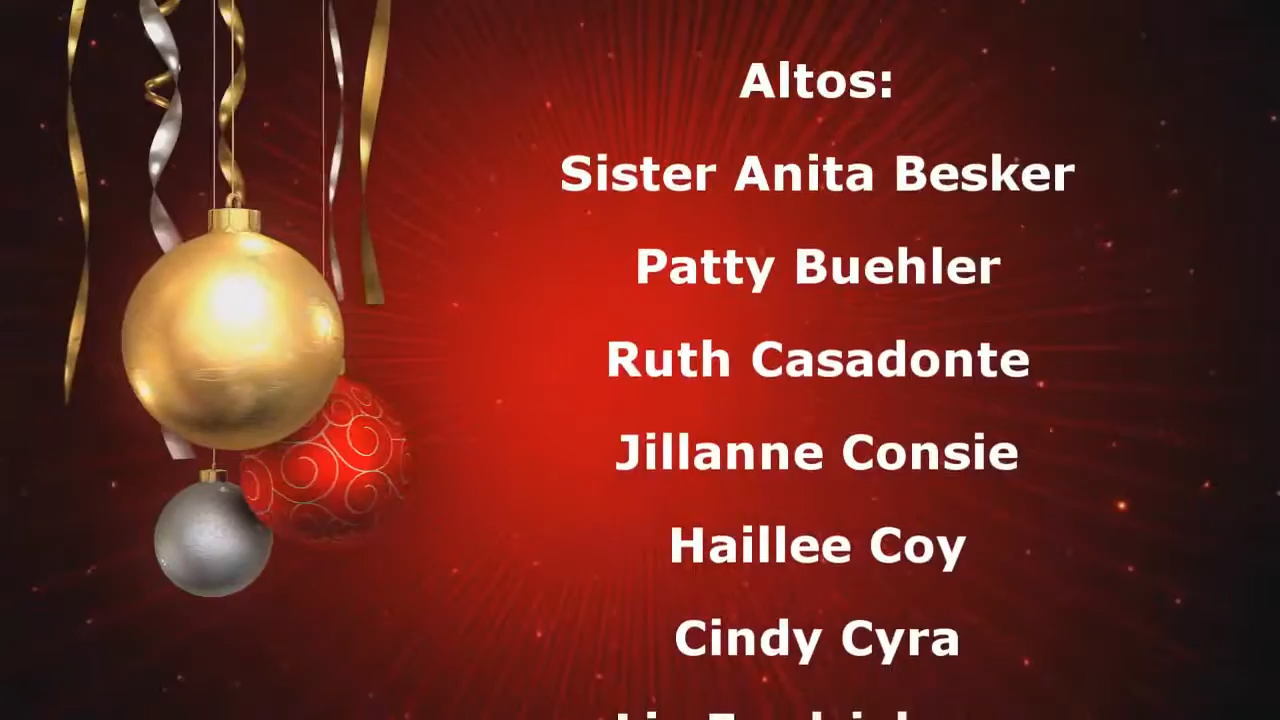 Altos:
Sister Anita Besker
Patty Buehler
Ruth Casadonte
Jillanne Consie
Haillee Coy
Cindy Cyra